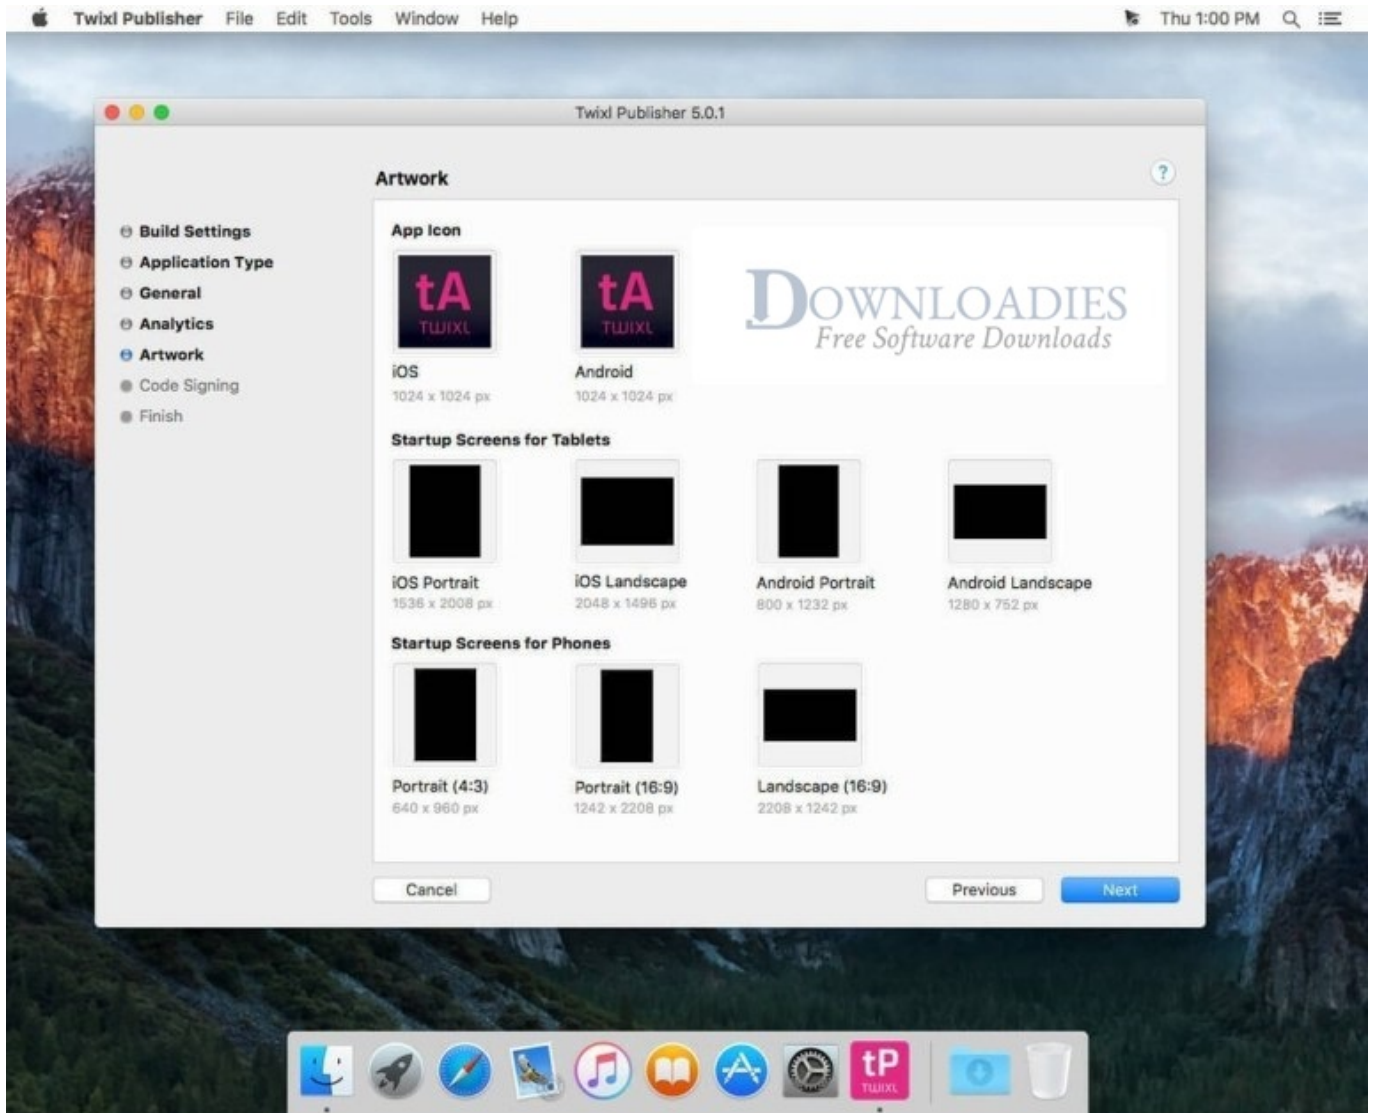 Twixl Publisher File Edit Tools Window Help Thu 1:00 PM
Twixl Publisher 5.0.1
Artwork
?
Build Settings
Application Type
General
Analytics
Artwork
Code Signing
Finish
App Icon
tA tA
TWIXL TWIXL
DOWNLOADIES
Free Software Downloads
iOS Android
1024 x 1024 px 1024 x 1024 px
Startup Screens for Tablets
iOS Portrait iOS Landscape Android Portrait Android Landscape
1536 x 2008 px 2048 x 1496 px 800 x 1232 px 1280 x 752 px
Startup Screens for Phones
Portrait (4:3) Portrait (16:9) Landscape (16:9)
640 x 960 px 1242 x 2208 px 2208 x 1242 px
Cancel Previous Next
tP
TWIXL